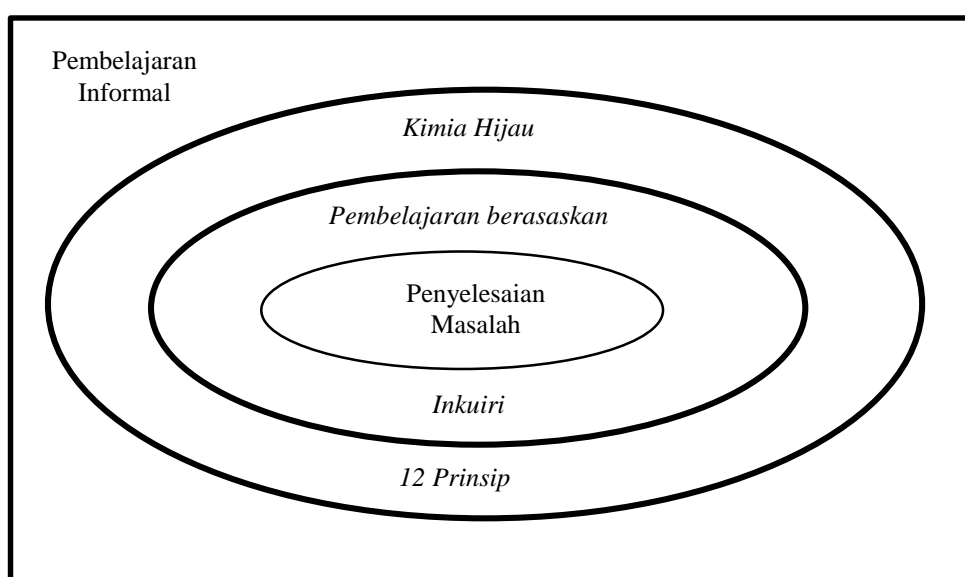 Pembelajaran
Informal
Kimia Hijau
Pembelajaran berasaskan
Penyelesaian
Masalah
Inkuiri
12 Prinsip